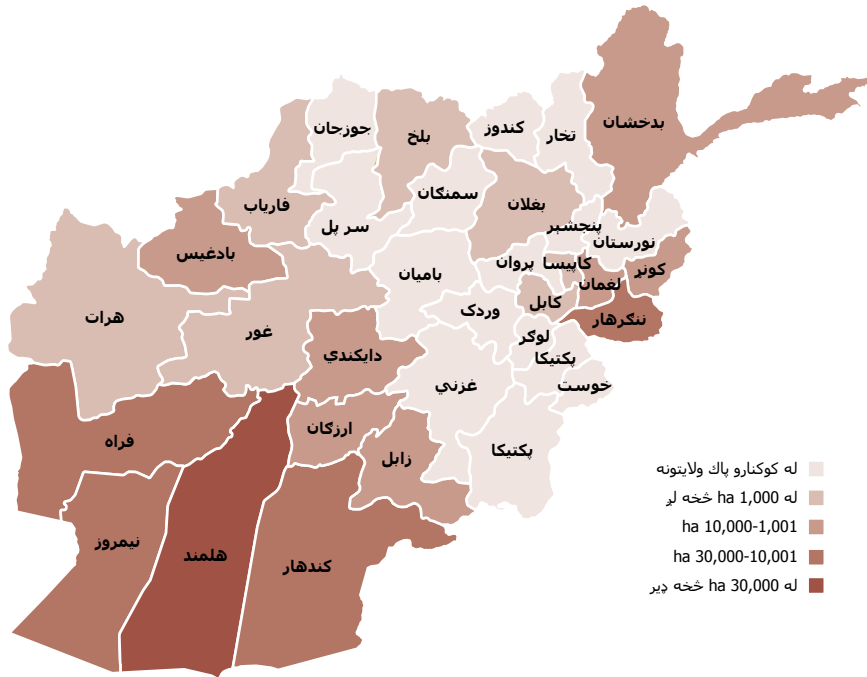 بدخشان
تخار
کندوز
بلخ
جوزجان
سمنګان
بغلان
فارياب
سر پل
پنجشېر
نورستان
بادغيس
باميان
پروان
کاپيسا
کونړ
لغمان
کابل
وردک
ننګرهار
هرات
غور
لوګر
دايکندي
پکتيکا
غزني
خوست
ارزګان
فراه
زابل
پکتيکا
نيمروز
هلمند
کندهار
له کوکنارو پاك ولايتونه
له 1,000 ha څخه لږ
ha 10,000-1,001
ha 30,000-10,001
له 30,000 ha څخه ډير